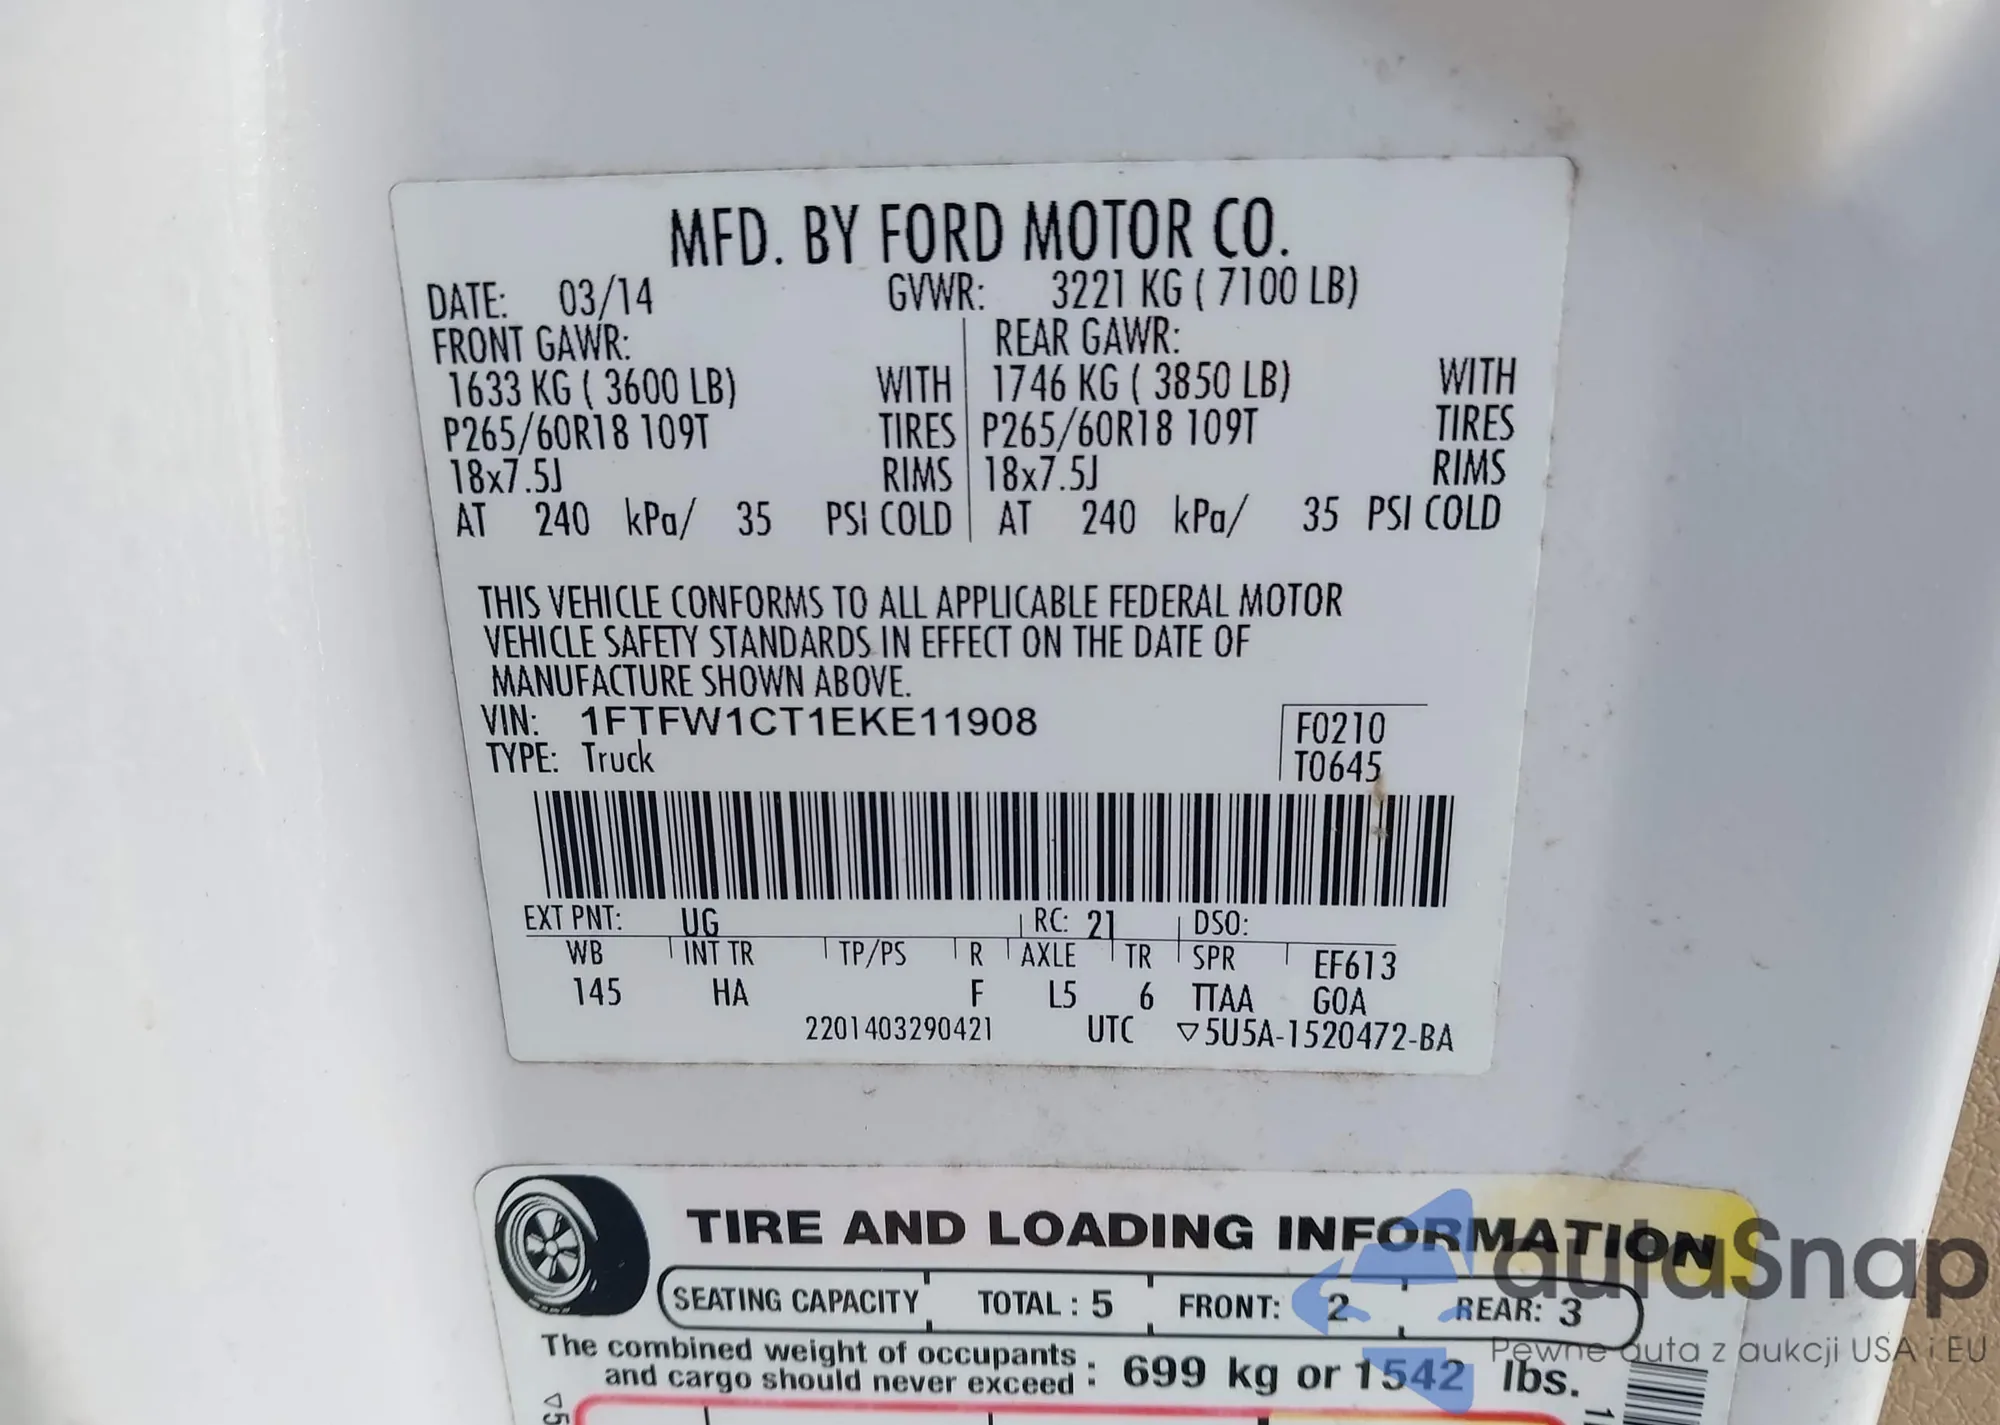 MFD. BY FORD MOTOR CO.
DATE: 03/14 GVWR: 3221 KG ( 7100 LB)
FRONT GAWR: REAR GAWR:
1633 KG ( 3600 LB) WITH 1746 KG ( 3850 LB) WITH
P265/60R18 109T TIRES P265/60R18 109T TIRES
18x7.5J RIMS 18x7.5J RIMS
AT 240 kPa/ 35 PSI COLD AT 240 kPa/ 35 PSI COLD
THIS VEHICLE CONFORMS TO ALL APPLICABLE FEDERAL MOTOR
VEHICLE SAFETY STANDARDS IN EFFECT ON THE DATE OF
MANUFACTURE SHOWN ABOVE.
VIN: 1FTFW1CT1EKE11908 F0210
TYPE: Truck T0645
EXT PNT: UG RC: 21 DSO:
WB INT TR TP/PS R AXLE TR SPR EF613
145 HA F L5 6 TTAA GOA
2201403290421 UTC ▽5U5A-1520472-BA
TIRE AND LOADING INFORMATION
SEATING CAPACITY TOTAL : 5 FRONT: 2 REAR: 3
The combined weight of occupants
and cargo should never exceed : 699 kg or 1542 lbs.
autaSnap
Pewne auta z aukcji USA i EU